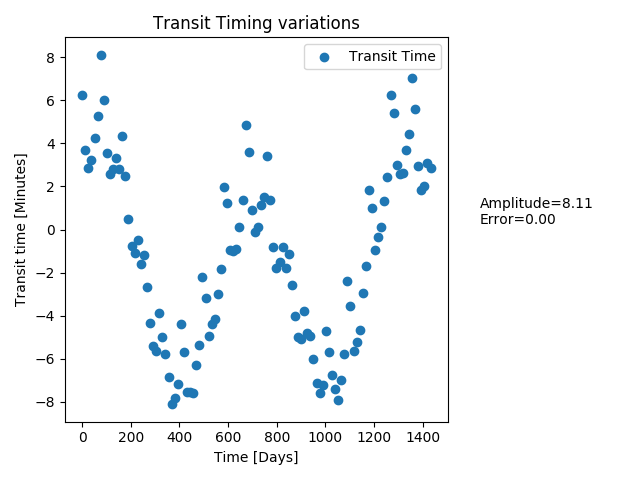 Transit Timing variations
Transit Time
8
6
4
2
0
−2
−4
−6
−8
Transit time [Minutes]
Amplitude=8.11
Error=0.00
0 200 400 600 800 1000 1200 1400
Time [Days]